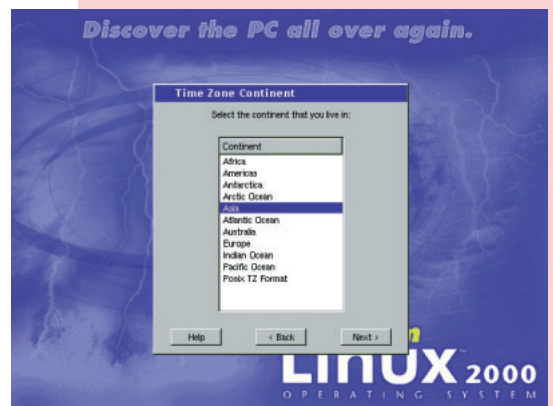 Discover the PC all over again.
Time Zone Continent
Select the continent that you live in:
Continent
Africa
Americas
Antarctica
Arctic Ocean
Asia
Atlantic Ocean
Australia
Europe
Indian Ocean
Pacific Ocean
Posix TZ Format
Help
< Back
Next >
Linux 2000
OPERATING SYSTEM